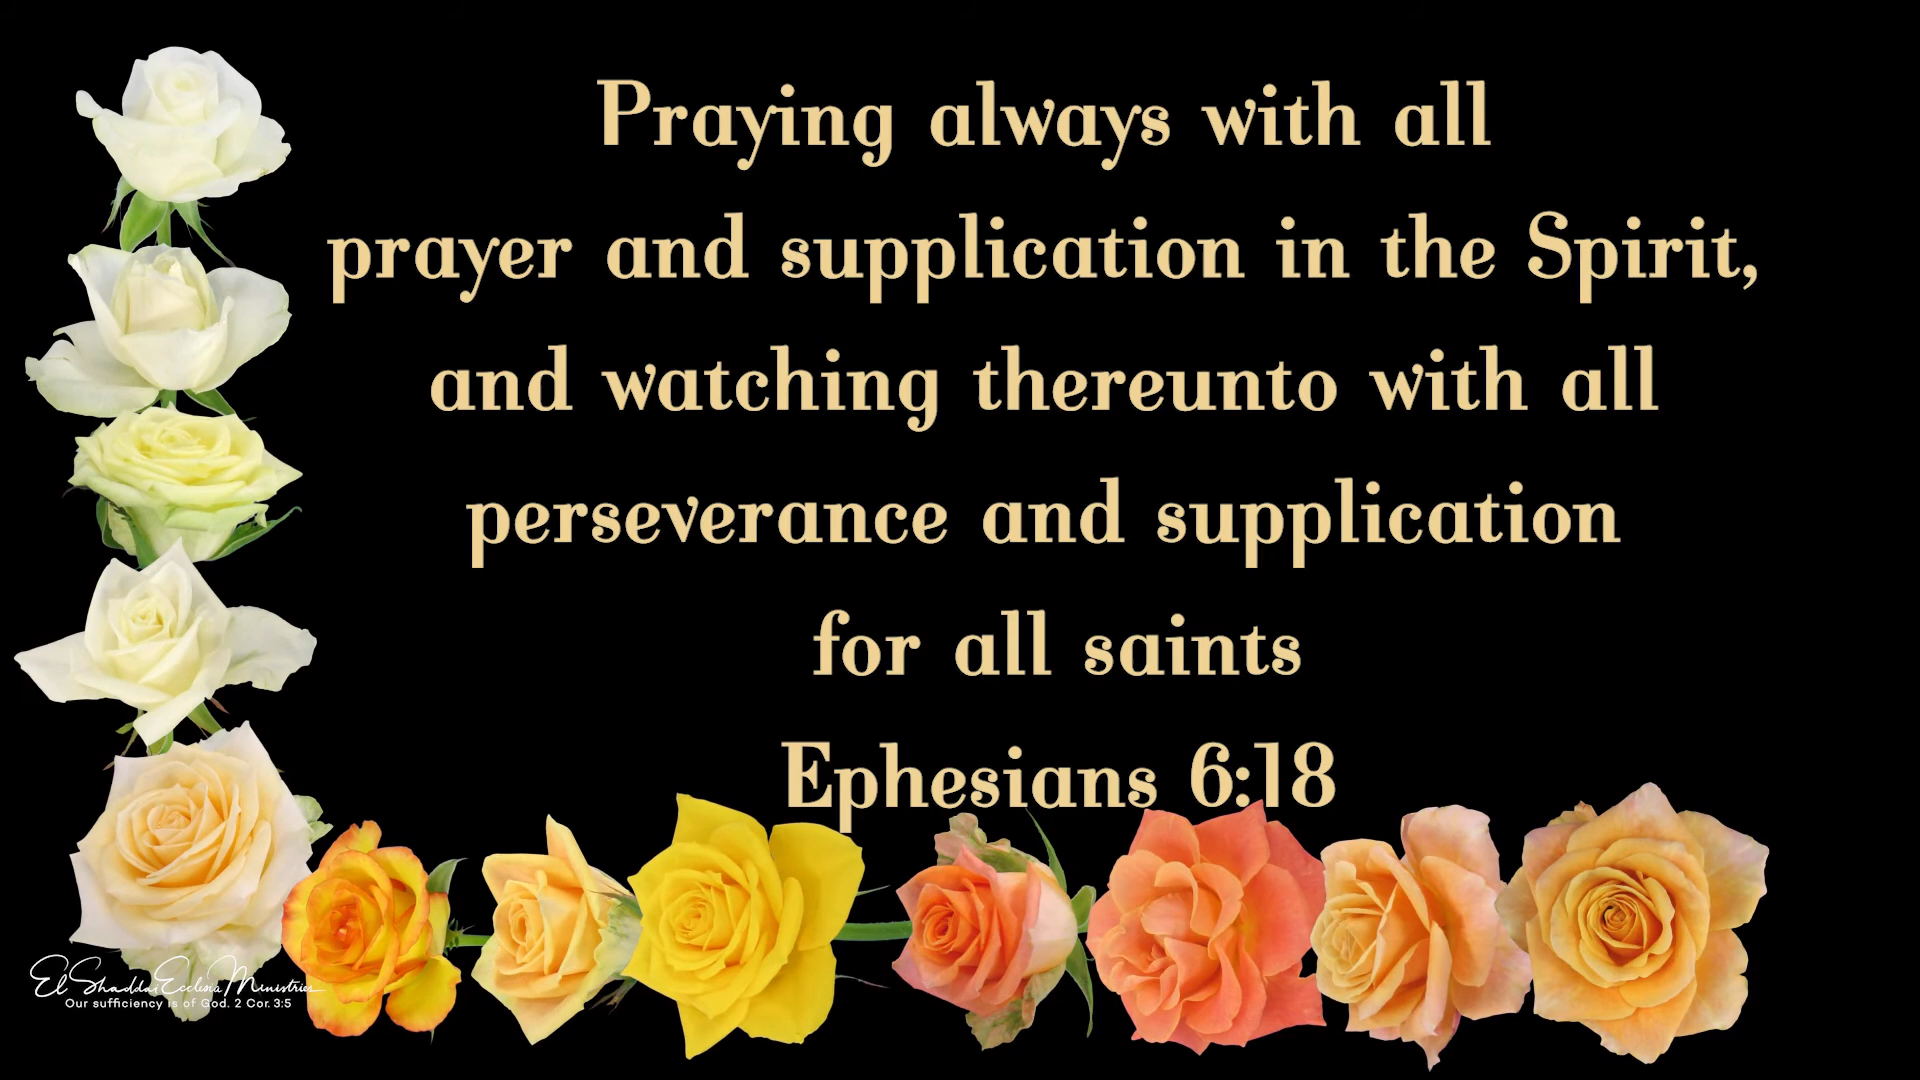 Praying always with all
prayer and supplication in the Spirit,
and watching thereunto with all
perseverance and supplication
for all saints
Ephesians 6:18
El Shaddai Ecclesia Ministries
Our sufficiency is of God. 2 Cor. 3:5